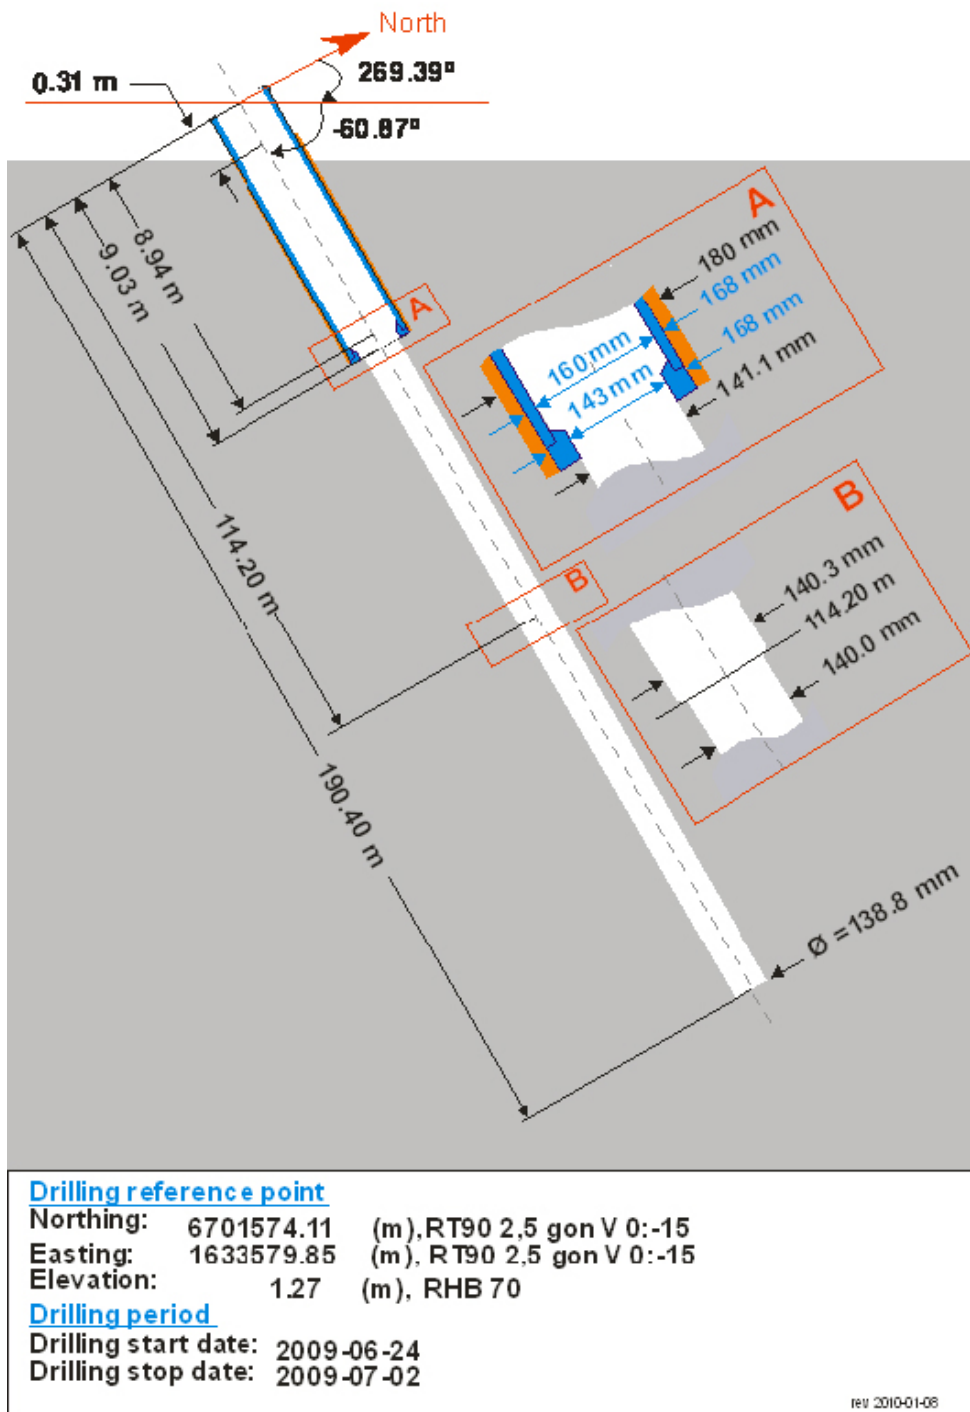 North
269.39°
0.31 m
-60.87°
A
8.94 m
9.03 m
180 mm
168 mm
168 mm
A
160 mm
143 mm
141.1 mm
B
114.20 m
B
140.3 mm
114.20 m
140.0 mm
190.40 m
Ø =138.8 mm
Drilling reference point
Northing: 6701574.11 (m), RT90 2,5 gon V 0:-15
Easting: 1633579.85 (m), RT90 2,5 gon V 0:-15
Elevation: 1.27 (m), RHB 70
Drilling period
Drilling start date: 2009-06-24
Drilling stop date: 2009-07-02
rev 2010-01-08